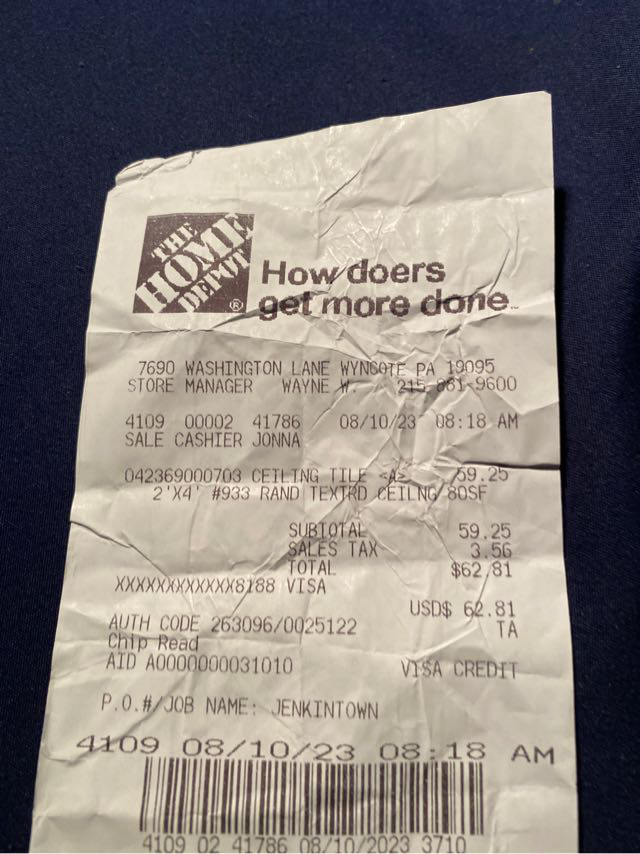 THE
HOME
DEPOT
®
How doers
get more done™
7690 WASHINGTON LANE WYNCOTE PA 19095
STORE MANAGER WAYNE W. 215-861-9600
4109 00002 41786 08/10/23 08:18 AM
SALE CASHIER JONNA
042369000703 CEILING TILE <A> 59.25
2'X4' #933 RAND TEXTRD CEILNG 80SF
SUBTOTAL 59.25
SALES TAX 3.56
TOTAL $62.81
XXXXXXXXXXXX8188 VISA
USD$ 62.81
AUTH CODE 263096/0025122 TA
Chip Read
AID A0000000031010 VISA CREDIT
P.O.#/JOB NAME: JENKINTOWN
4109 08/10/23 08:18 AM
4109 02 41786 08/10/2023 3710